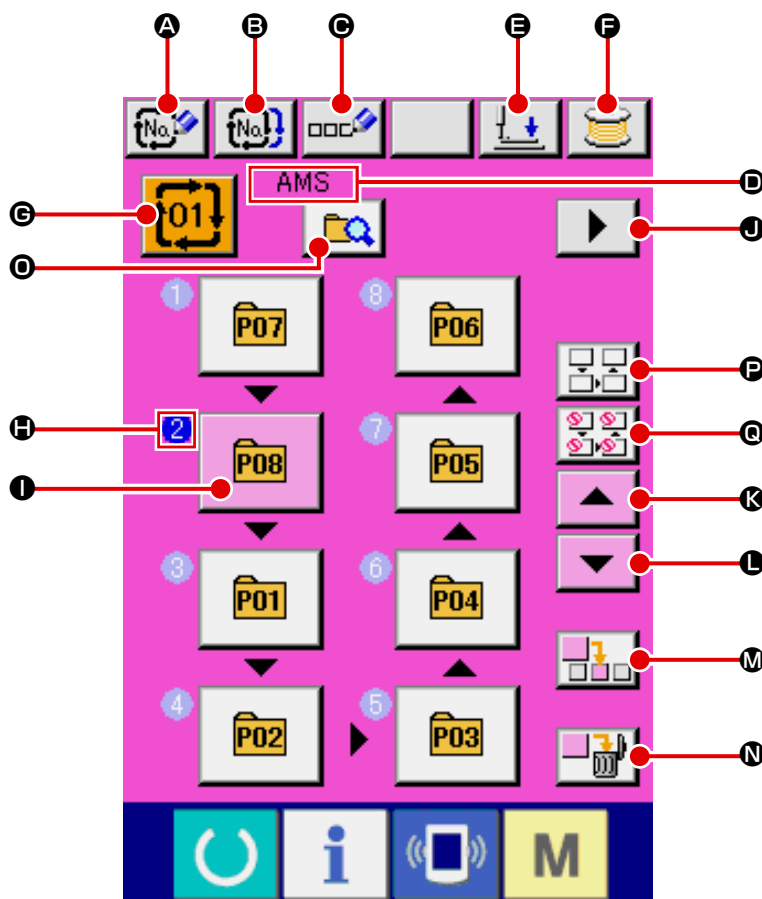 A B C E F
No. No.
AMS D
G 01 J
O
1 P07 8 P06
P
H 2 P08 7 P05 Q
I K
3 P01 6 P04 L
M
4 P02 5 P03 N
i M